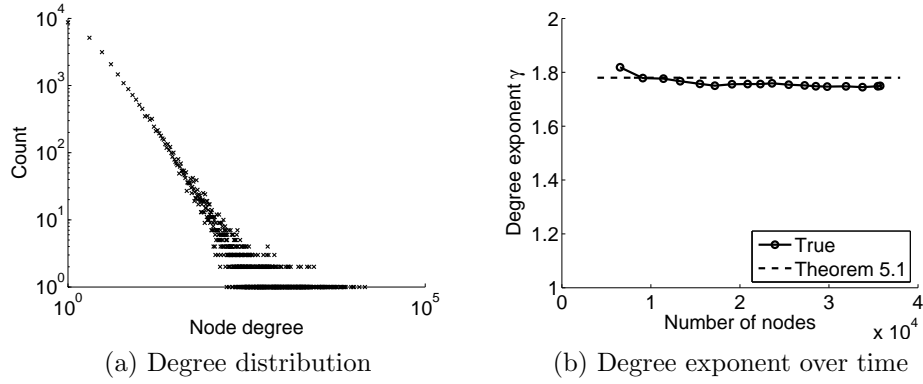 10^4
10^3
10^2
10^1
10^0
Count
10^0
10^5
Node degree
(a) Degree distribution
2
1.8
1.6
1.4
1.2
1
Degree exponent γ
True
Theorem 5.1
0
1
2
3
4
x 10^4
Number of nodes
(b) Degree exponent over time